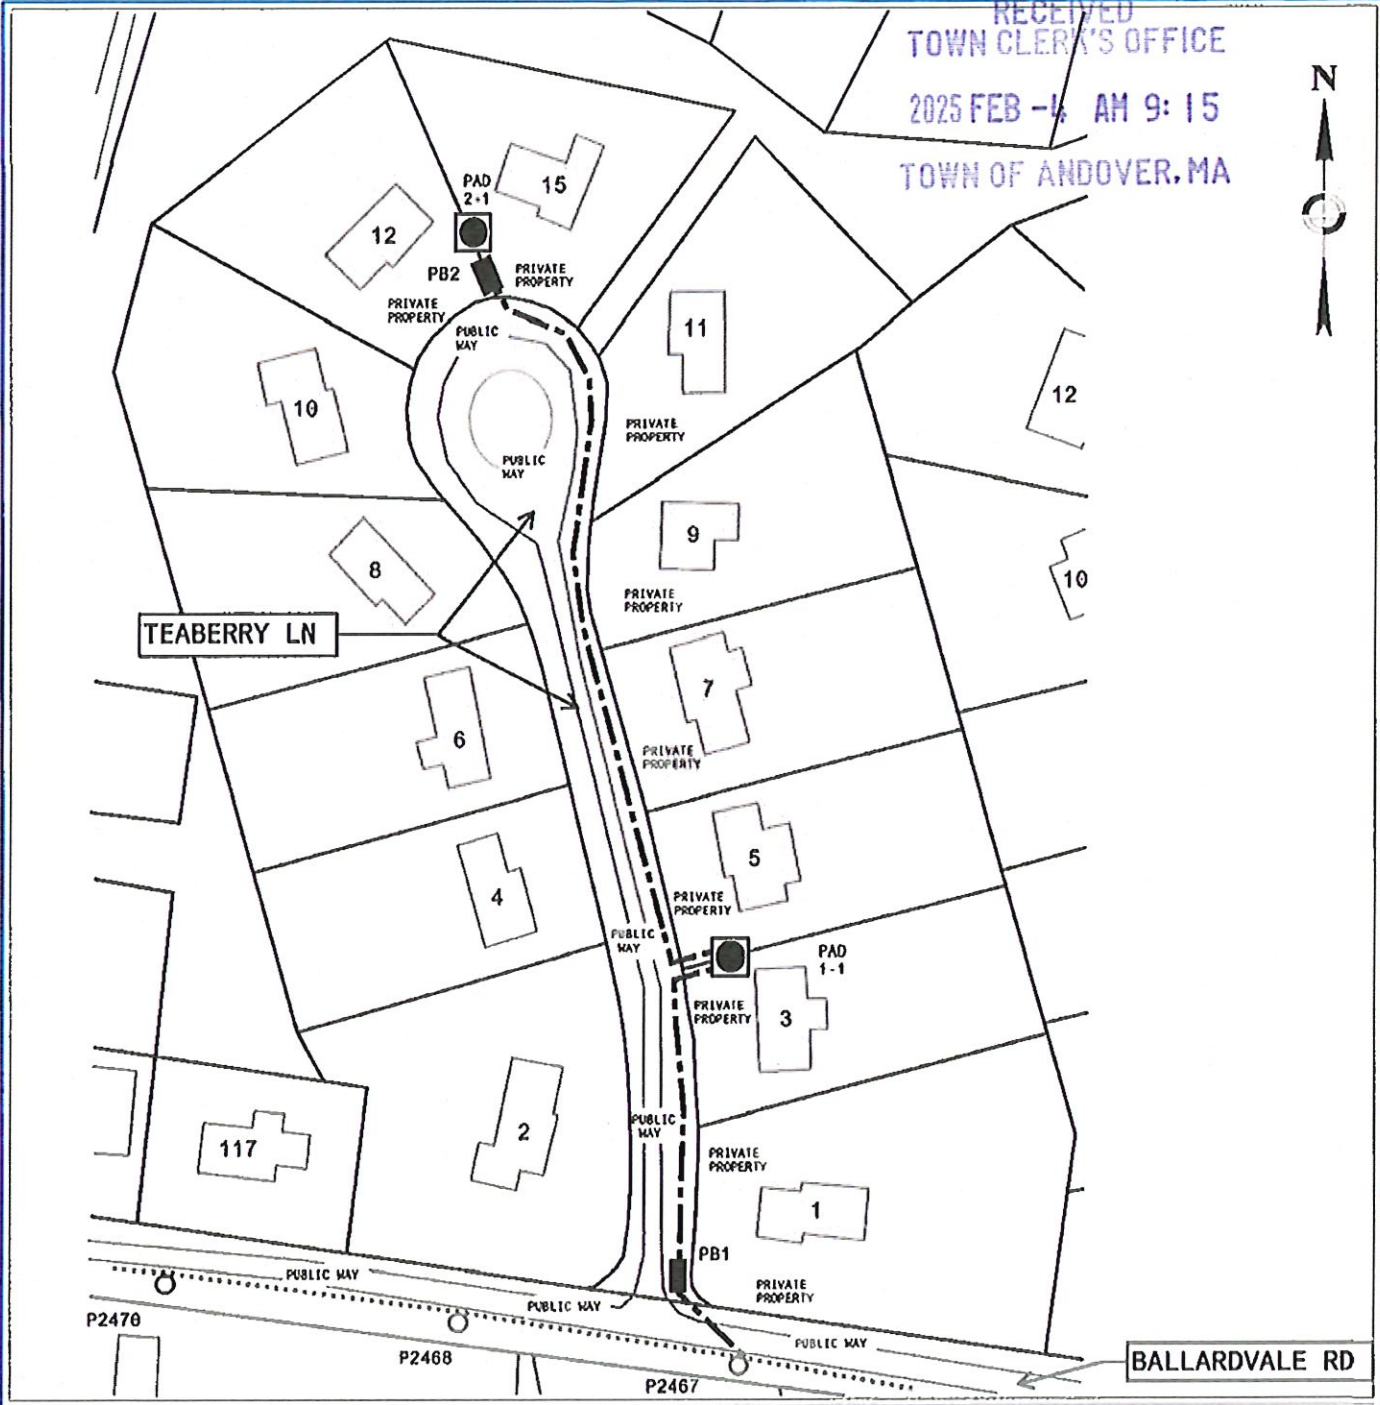 RECEIVED
TOWN CLERK'S OFFICE
2025 FEB -4 AM 9:15
TOWN OF ANDOVER, MA
N
PAD
2-1
15
12
PB2
PRIVATE
PROPERTY
PRIVATE
PROPERTY
PUBLIC
WAY
11
12
10
PRIVATE
PROPERTY
PUBLIC
WAY
9
8
10
PRIVATE
PROPERTY
TEABERRY LN
7
6
PRIVATE
PROPERTY
5
4
PRIVATE
PROPERTY
PUBLIC
WAY
PAD
1-1
PRIVATE
PROPERTY
3
PUBLIC
WAY
2
117
PRIVATE
PROPERTY
1
PB1
PUBLIC WAY
PRIVATE
PROPERTY
PUBLIC WAY
P2470
PUBLIC WAY
P2468
BALLARDVALE RD
P2467